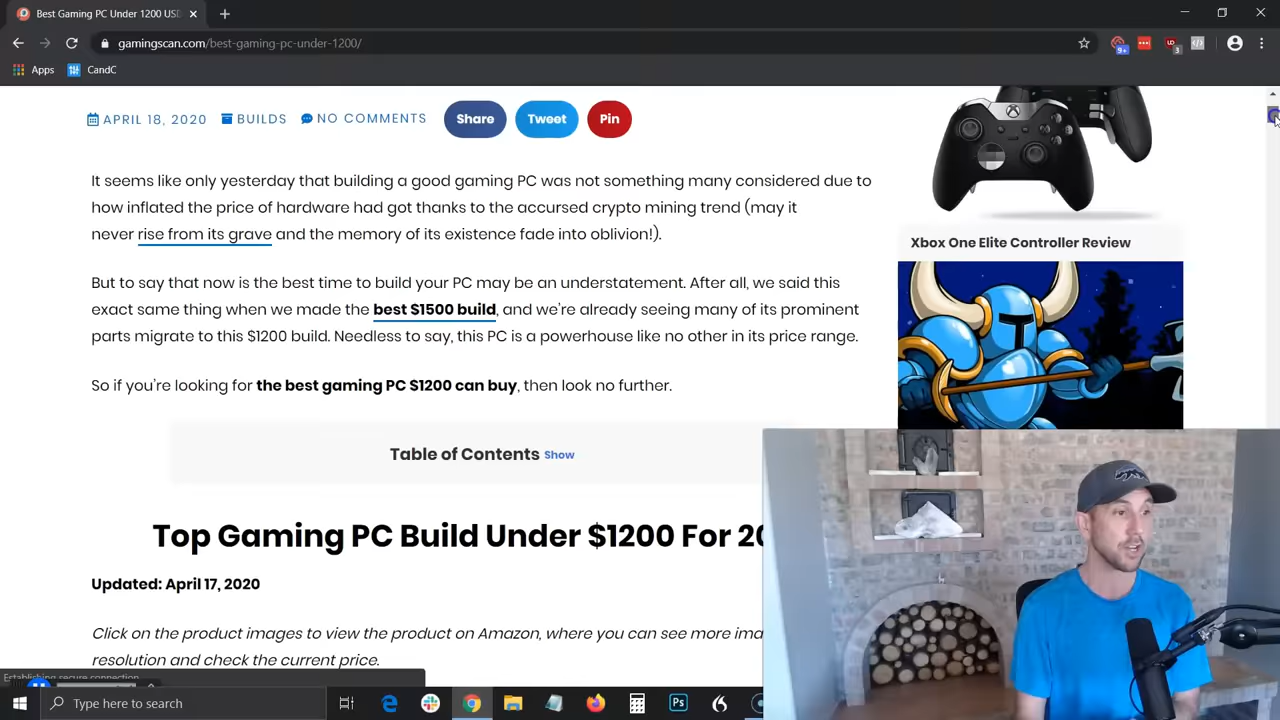 Best Gaming PC Under 1200 USD
gamingscan.com/best-gaming-pc-under-1200/
9+
3
Apps
CandC
APRIL 18, 2020
BUILDS
NO COMMENTS
Share
Tweet
Pin
It seems like only yesterday that building a good gaming PC was not something many considered due to
how inflated the price of hardware had got thanks to the accursed crypto mining trend (may it
never rise from its grave and the memory of its existence fade into oblivion!).
But to say that now is the best time to build your PC may be an understatement. After all, we said this
exact same thing when we made the best $1500 build, and we're already seeing many of its prominent
parts migrate to this $1200 build. Needless to say, this PC is a powerhouse like no other in its price range.
So if you're looking for the best gaming PC $1200 can buy, then look no further.
Table of Contents Show
Top Gaming PC Build Under $1200 For 20
Updated: April 17, 2020
Click on the product images to view the product on Amazon, where you can see more ima
resolution and check the current price.
Xbox One Elite Controller Review
Establishing secure connection
Type here to search
Ps